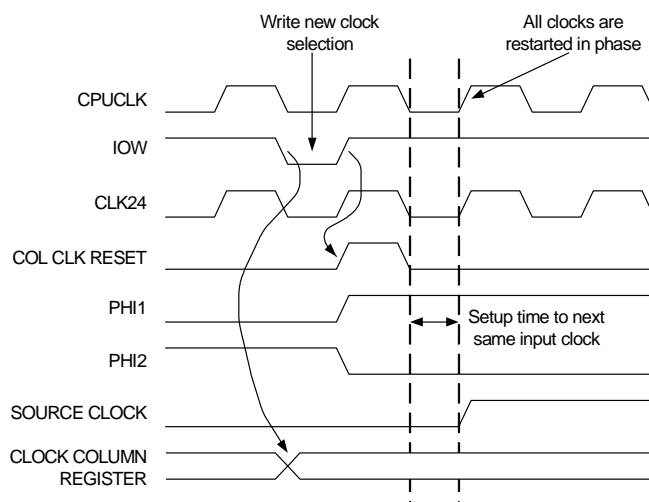 Write new clock
selection
All clocks are
restarted in phase
CPUCLK
IOW
CLK24
COL CLK RESET
PHI1
Setup time to next
same input clock
PHI2
SOURCE CLOCK
CLOCK COLUMN
REGISTER